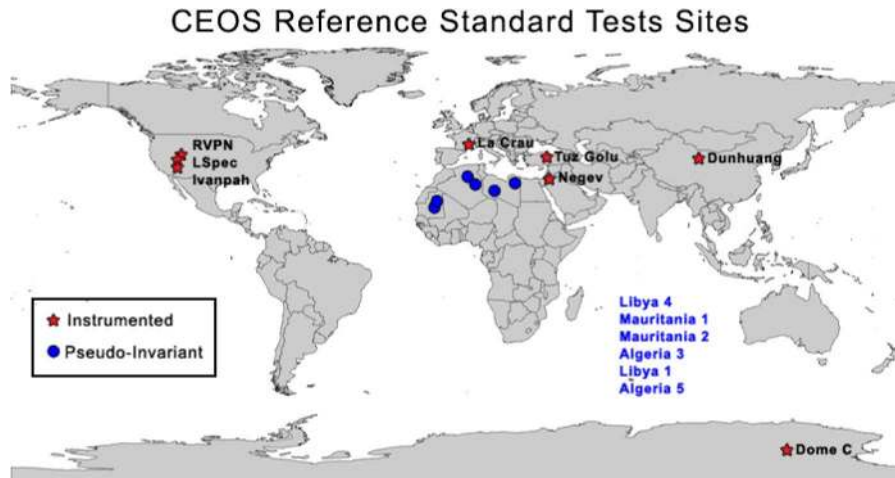 CEOS Reference Standard Tests Sites
RVPN
LSpec
Ivanpah
La Crau
Tuz Golu
Negev
Dunhuang
Instrumented
Pseudo-Invariant
Libya 4
Mauritania 1
Mauritania 2
Algeria 3
Libya 1
Algeria 5
Dome C